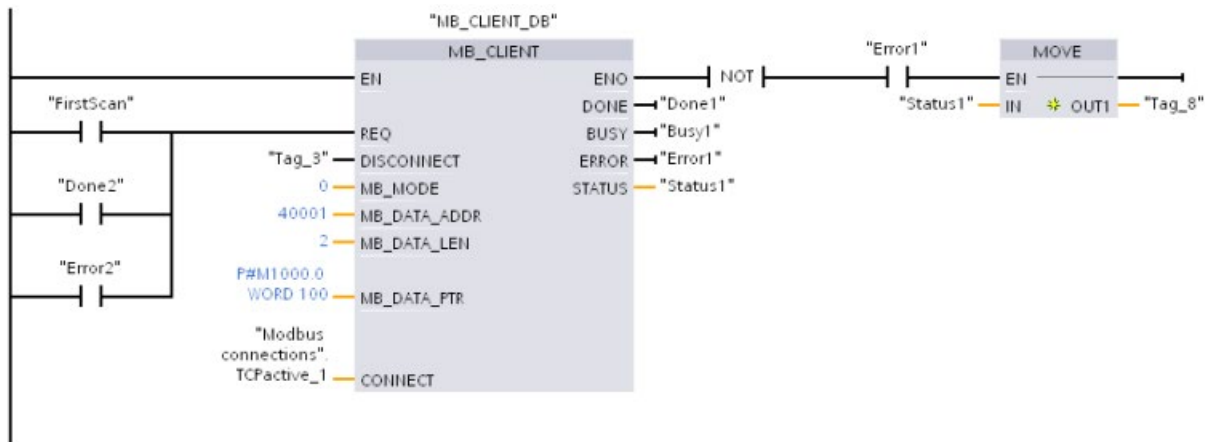 "MB_CLIENT_DB"
MB_CLIENT
EN
ENO
NOT
"Error1"
MOVE
EN
"Status1"
IN
OUT1
"Tag_8"
DONE
"Done1"
"FirstScan"
REQ
BUSY
"Busy1"
"Tag_3"
DISCONNECT
ERROR
"Error1"
"Done2"
0
MB_MODE
STATUS
"Status1"
40001
MB_DATA_ADDR
2
MB_DATA_LEN
"Error2"
P#M1000.0
WORD 100
MB_DATA_PTR
"Modbus
connections".
TCPactive_1
CONNECT